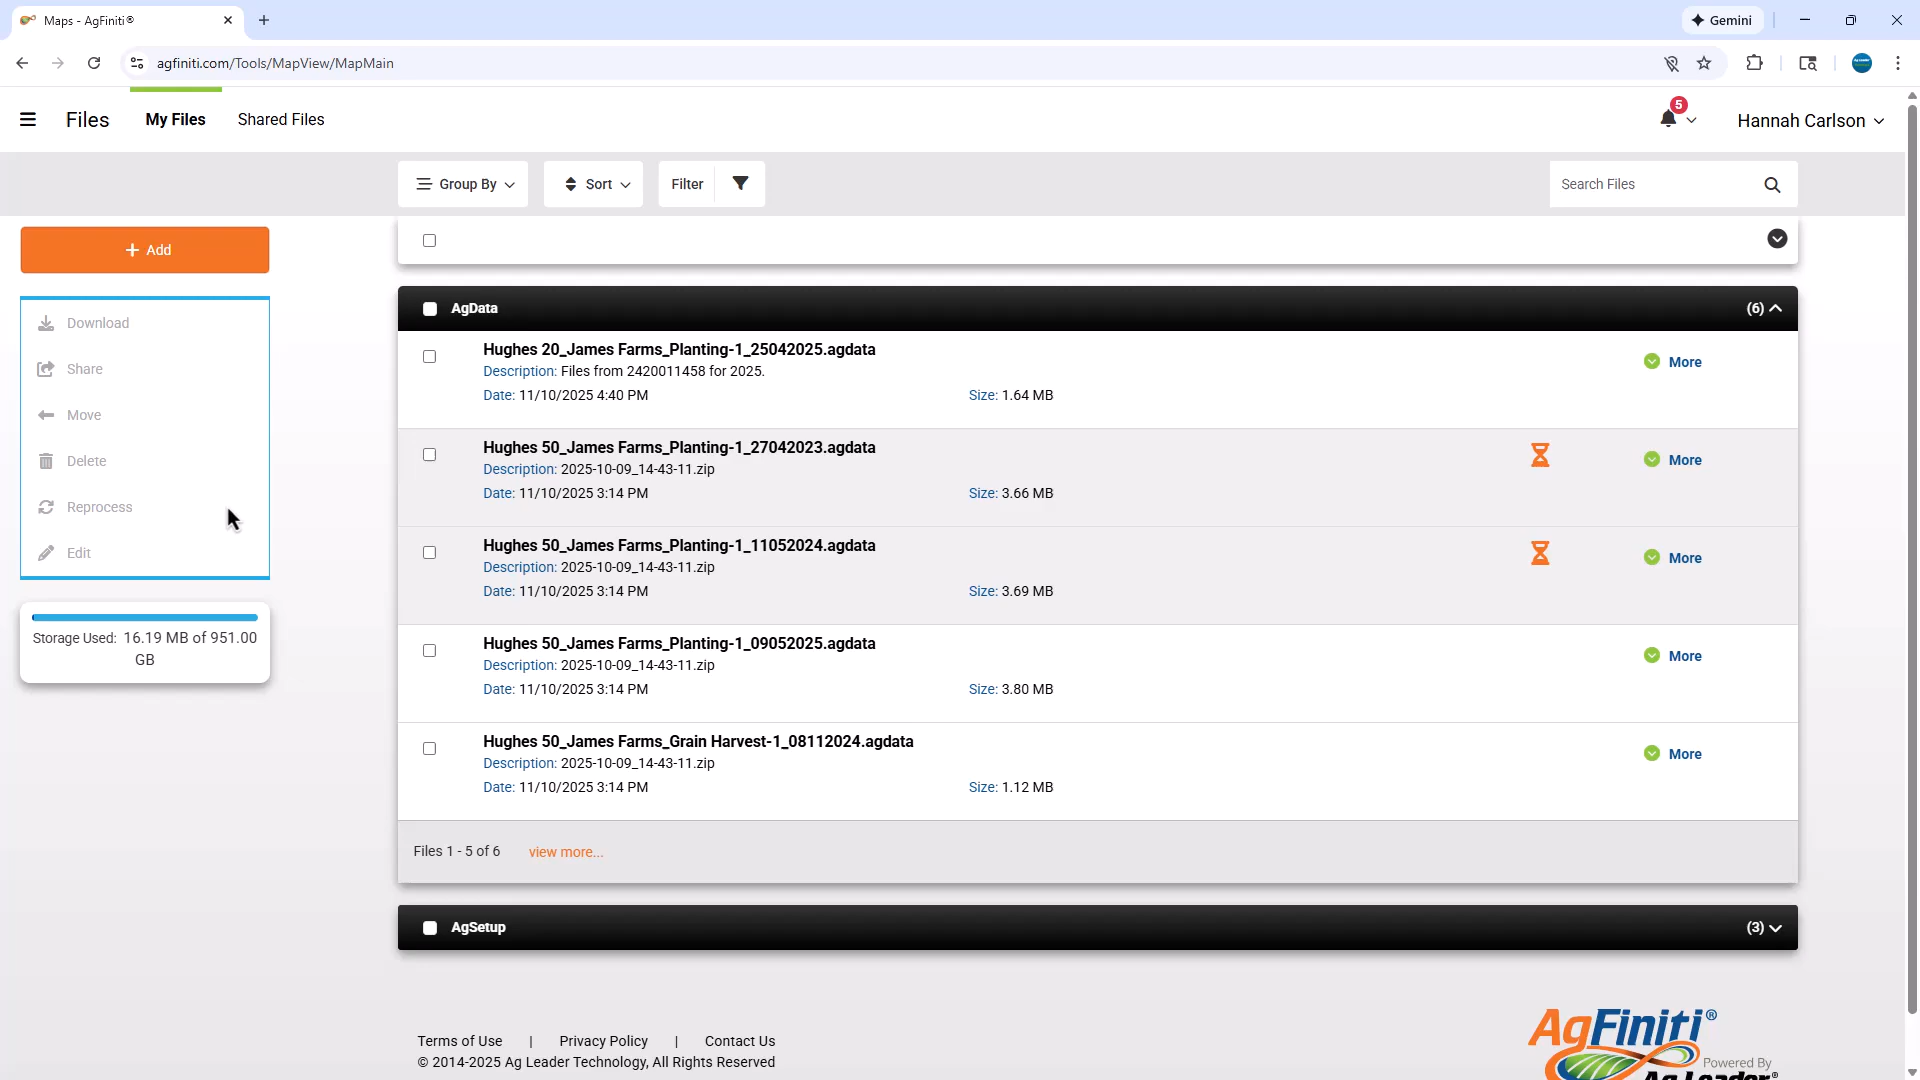 Maps - AgFiniti®
Gemini
agfiniti.com/Tools/MapView/MapMain
Files
My Files
Shared Files
5
Hannah Carlson
Group By
Sort
Filter
Search Files
+ Add
Download
Share
Move
Delete
Reprocess
Edit
Storage Used: 16.19 MB of 951.00
GB
AgData
(6)
Hughes 20_James Farms_Planting-1_25042025.agdata
Description: Files from 2420011458 for 2025.
Date: 11/10/2025 4:40 PM
Size: 1.64 MB
More
Hughes 50_James Farms_Planting-1_27042023.agdata
Description: 2025-10-09_14-43-11.zip
Date: 11/10/2025 3:14 PM
Size: 3.66 MB
More
Hughes 50_James Farms_Planting-1_11052024.agdata
Description: 2025-10-09_14-43-11.zip
Date: 11/10/2025 3:14 PM
Size: 3.69 MB
More
Hughes 50_James Farms_Planting-1_09052025.agdata
Description: 2025-10-09_14-43-11.zip
Date: 11/10/2025 3:14 PM
Size: 3.80 MB
More
Hughes 50_James Farms_Grain Harvest-1_08112024.agdata
Description: 2025-10-09_14-43-11.zip
Date: 11/10/2025 3:14 PM
Size: 1.12 MB
More
Files 1 - 5 of 6
view more...
AgSetup
(3)
Terms of Use | Privacy Policy | Contact Us
© 2014-2025 Ag Leader Technology, All Rights Reserved
AgFiniti®
Powered By
Ag Leader®